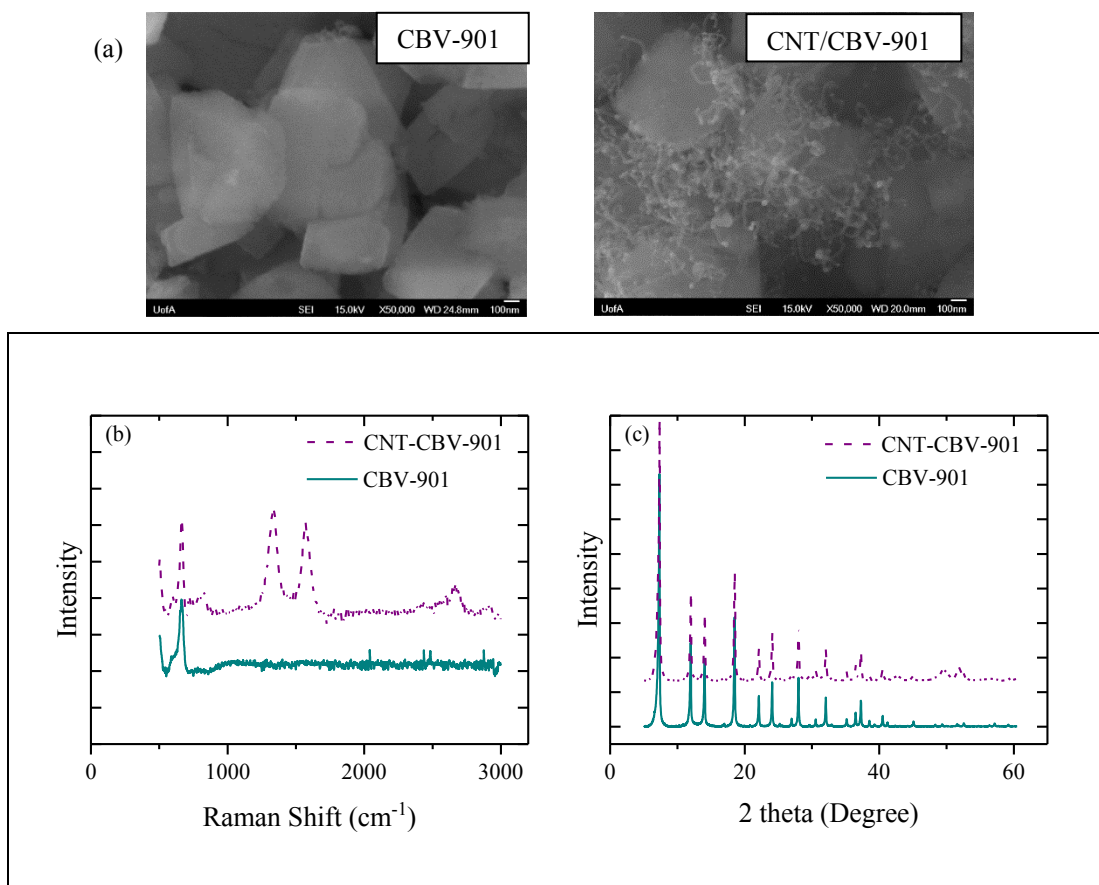 (a)
CBV-901
CNT/CBV-901
UofA SEI 15.0kV X50,000 WD 24.8mm 100nm
UofA SEI 15.0kV X50,000 WD 20.0mm 100nm
(b)
CNT-CBV-901
CBV-901
Intensity
0 1000 2000 3000
Raman Shift (cm⁻¹)
(c)
CNT-CBV-901
CBV-901
Intensity
0 20 40 60
2 theta (Degree)